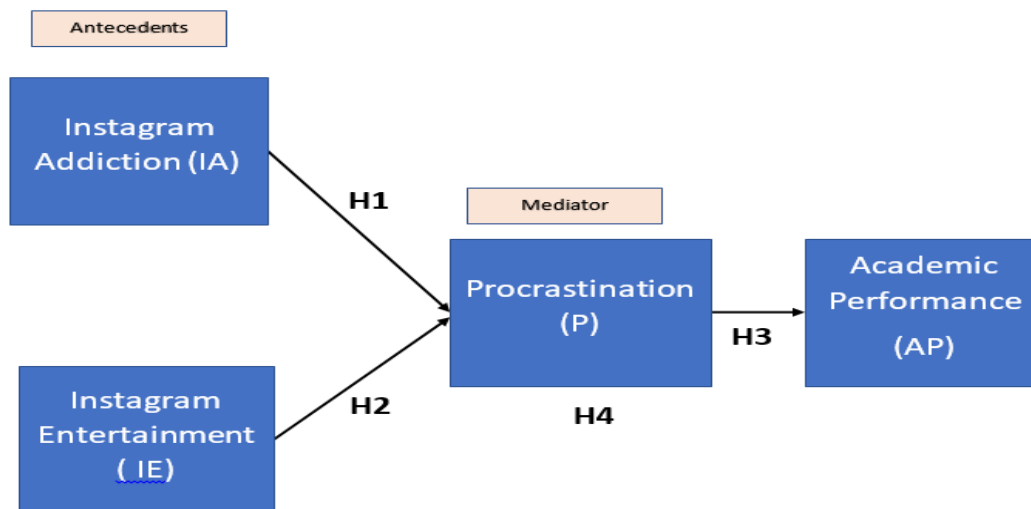 Antecedents
Instagram
Addiction (IA)
H1
Mediator
Procrastination
(P)
Academic
Performance
(AP)
H3
Instagram
Entertainment
( IE)
H2
H4